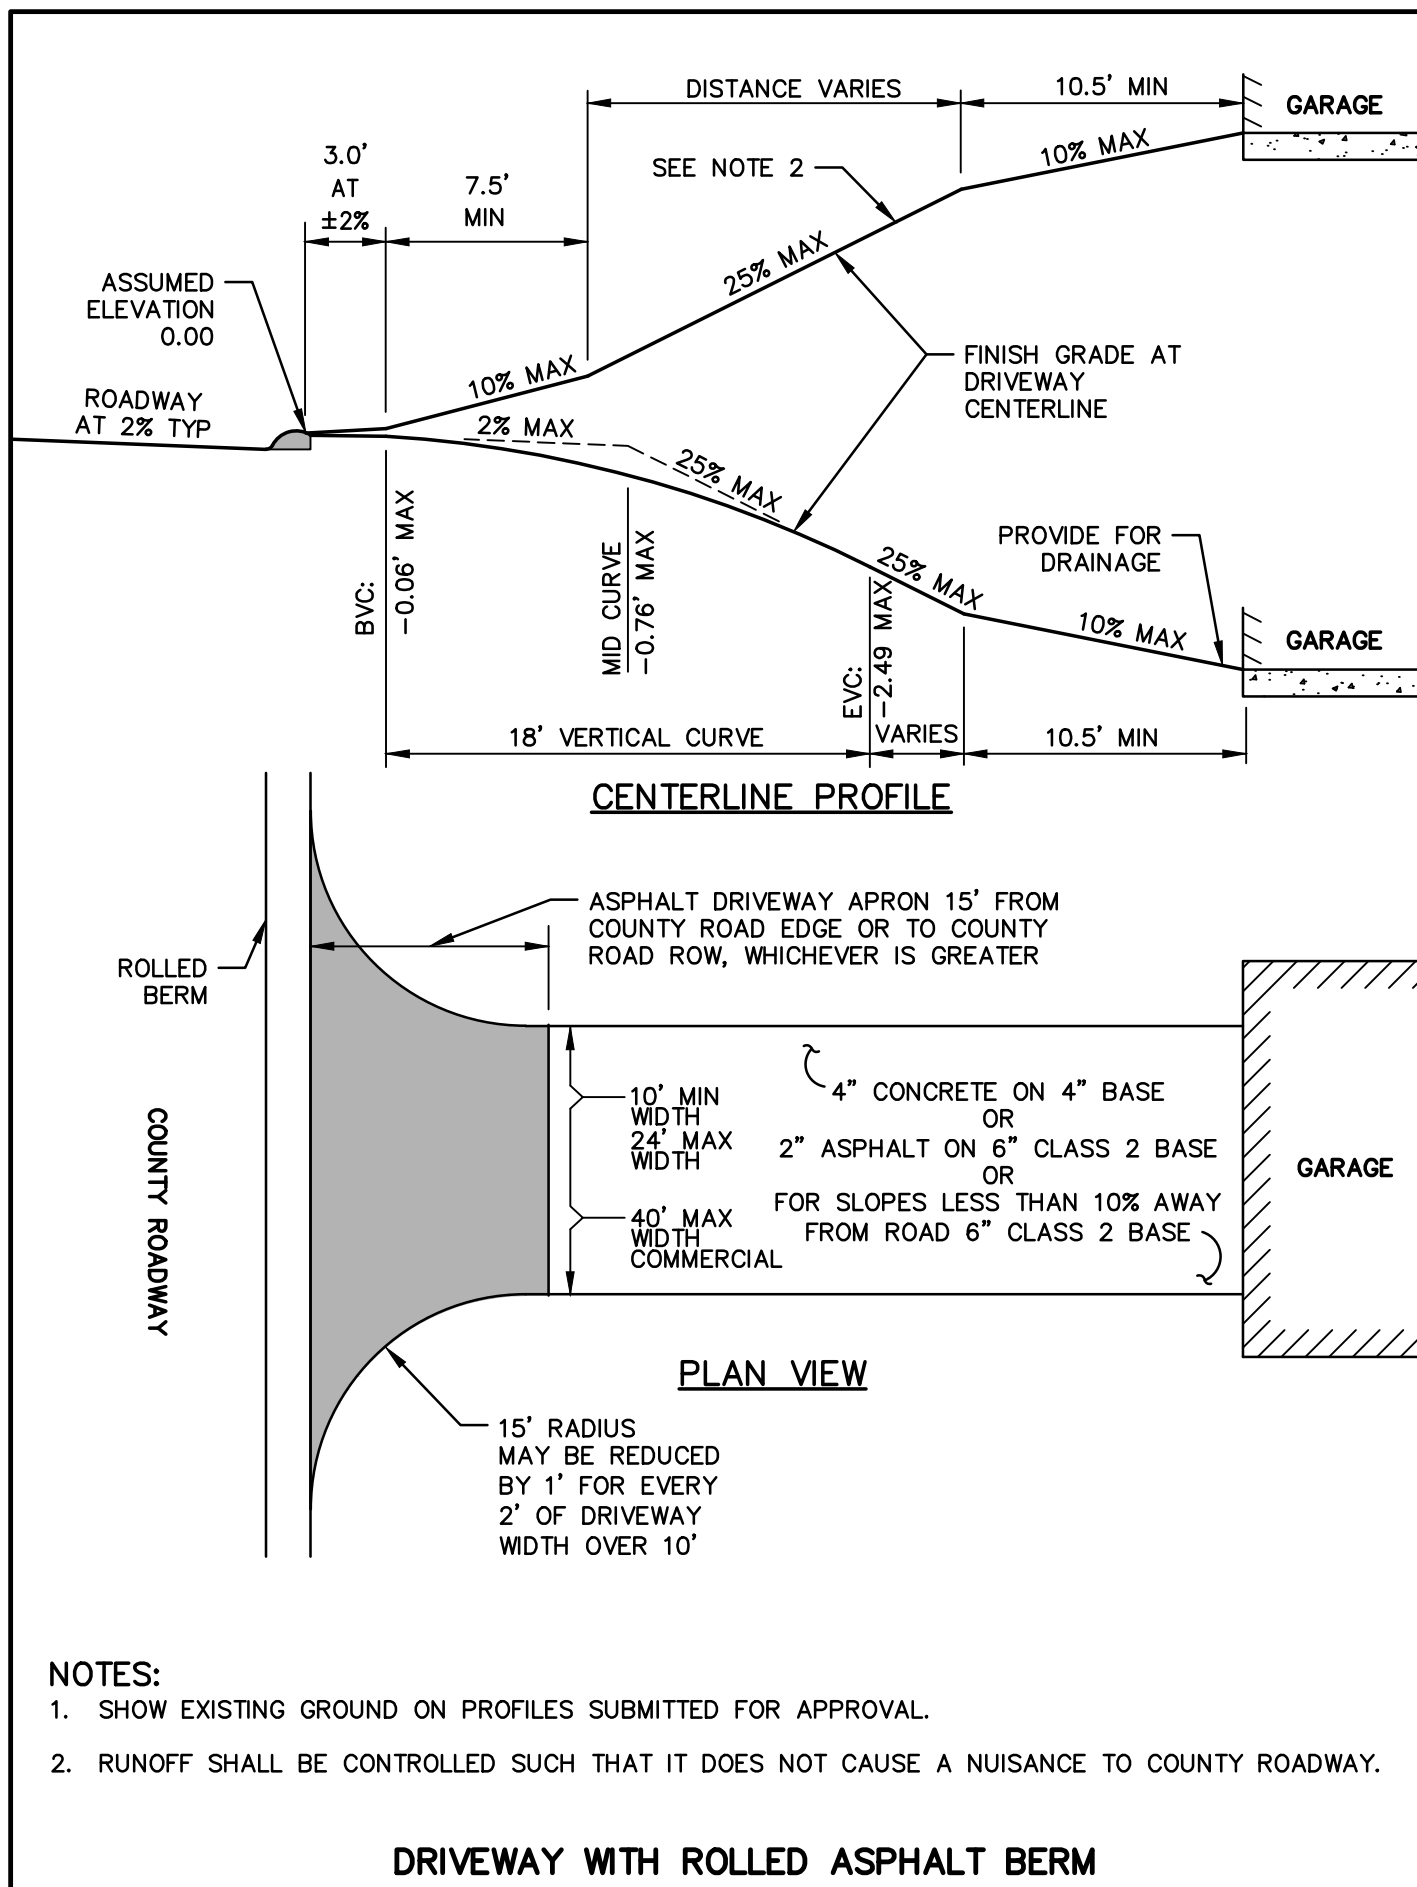 DISTANCE VARIES
10.5' MIN
GARAGE
3.0'
AT
±2%
7.5'
MIN
SEE NOTE 2
10% MAX
25% MAX
ASSUMED
ELEVATION
0.00
FINISH GRADE AT
DRIVEWAY
CENTERLINE
ROADWAY
AT 2% TYP
10% MAX
2% MAX
25% MAX
BVC:
-0.06' MAX
MID CURVE
-0.76' MAX
PROVIDE FOR
DRAINAGE
25% MAX
EVC:
-2.49 MAX
10% MAX
GARAGE
18' VERTICAL CURVE
VARIES
10.5' MIN
CENTERLINE PROFILE
ASPHALT DRIVEWAY APRON 15' FROM
COUNTY ROAD EDGE OR TO COUNTY
ROAD ROW, WHICHEVER IS GREATER
ROLLED
BERM
COUNTY ROADWAY
10' MIN
WIDTH
24' MAX
WIDTH
40' MAX
WIDTH
COMMERCIAL
4" CONCRETE ON 4" BASE
OR
2" ASPHALT ON 6" CLASS 2 BASE
OR
FOR SLOPES LESS THAN 10% AWAY
FROM ROAD 6" CLASS 2 BASE
GARAGE
PLAN VIEW
15' RADIUS
MAY BE REDUCED
BY 1' FOR EVERY
2' OF DRIVEWAY
WIDTH OVER 10'
NOTES:
1. SHOW EXISTING GROUND ON PROFILES SUBMITTED FOR APPROVAL.
2. RUNOFF SHALL BE CONTROLLED SUCH THAT IT DOES NOT CAUSE A NUISANCE TO COUNTY ROADWAY.
DRIVEWAY WITH ROLLED ASPHALT BERM